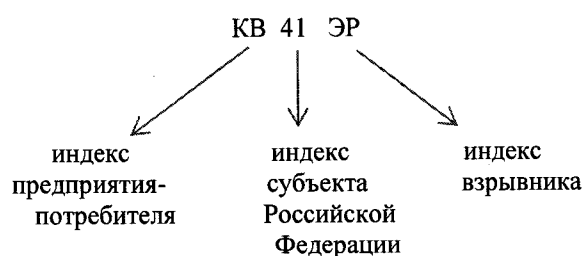 КВ 41 ЭР
индекс предприятия-потребителя
индекс субъекта Российской Федерации
индекс взрывника